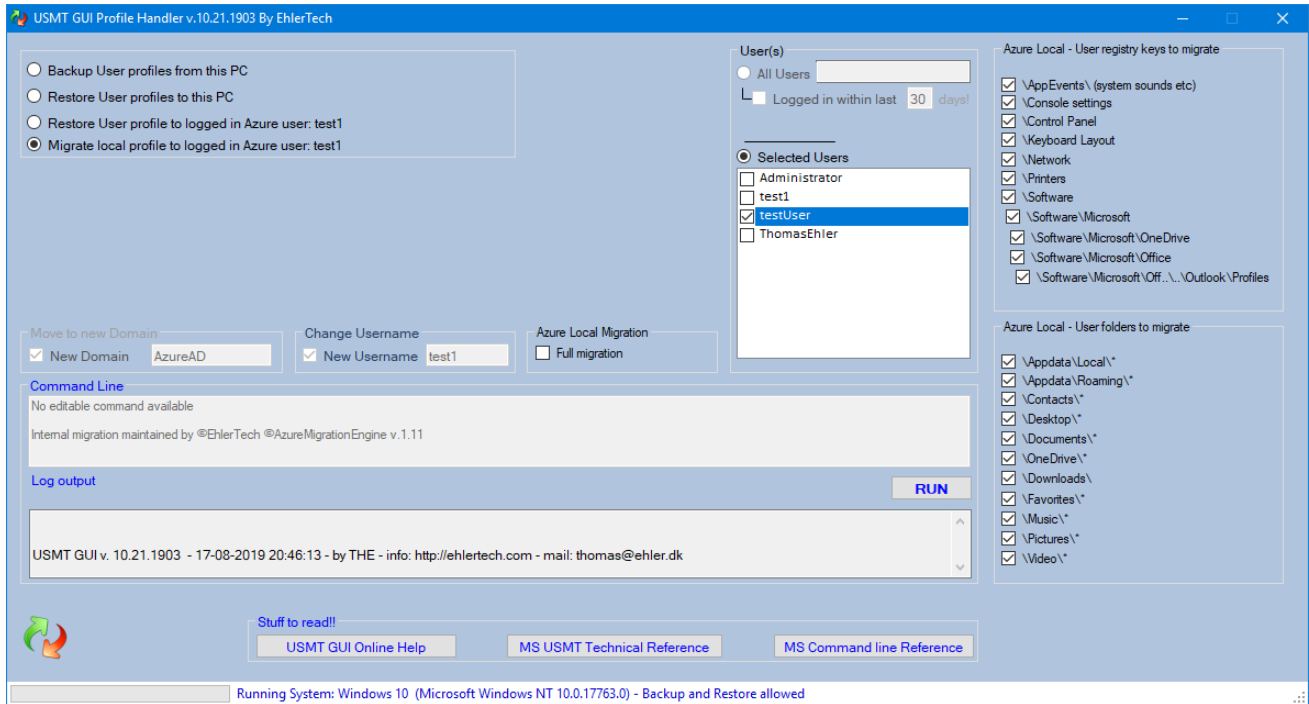 USMT GUI Profile Handler v.10.21.1903 By EhlerTech
Backup User profiles from this PC
Restore User profiles to this PC
Restore User profile to logged in Azure user: test1
Migrate local profile to logged in Azure user: test1
User(s)
All Users
Logged in within last 30 days!
Selected Users
Administrator
test1
testUser
ThomasEhler
Azure Local - User registry keys to migrate
\AppEvents\ (system sounds etc)
\Console settings
\Control Panel
\Keyboard Layout
\Network
\Printers
\Software
\Software\Microsoft
\Software\Microsoft\OneDrive
\Software\Microsoft\Office
\Software\Microsoft\Off..\..\Outlook\Profiles
Move to new Domain
New Domain AzureAD
Change Username
New Username test1
Azure Local Migration
Full migration
Azure Local - User folders to migrate
\Appdata\Local\*
\Appdata\Roaming\*
\Contacts\*
\Desktop\*
\Documents\*
\OneDrive\*
\Downloads\
\Favorites\*
\Music\*
\Pictures\*
\Video\*
Command Line
No editable command available
Internal migration maintained by ©EhlerTech ©AzureMigrationEngine v.1.11
Log output
RUN
USMT GUI v. 10.21.1903 - 17-08-2019 20:46:13 - by THE - info: http://ehlertech.com - mail: thomas@ehler.dk
Stuff to read!!
USMT GUI Online Help
MS USMT Technical Reference
MS Command line Reference
Running System: Windows 10 (Microsoft Windows NT 10.0.17763.0) - Backup and Restore allowed